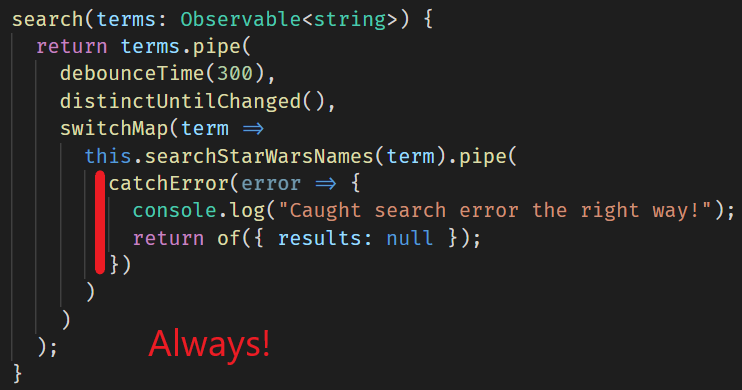 search(terms: Observable<string>) {
return terms.pipe(
debounceTime(300),
distinctUntilChanged(),
switchMap(term ⇒
this.searchStarWarsNames(term).pipe(
catchError(error ⇒ {
console.log("Caught search error the right way!");
return of({ results: null });
})
)
)
);
}
Always!